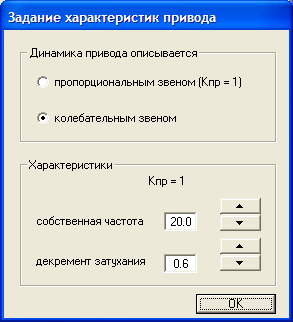 Задание характеристик привода
Динамика привода описывается
пропорциональным звеном (Кпр = 1)
колебательным звеном
Характеристики
Кпр = 1
собственная частота 20.0
декремент затухания 0.6
OK